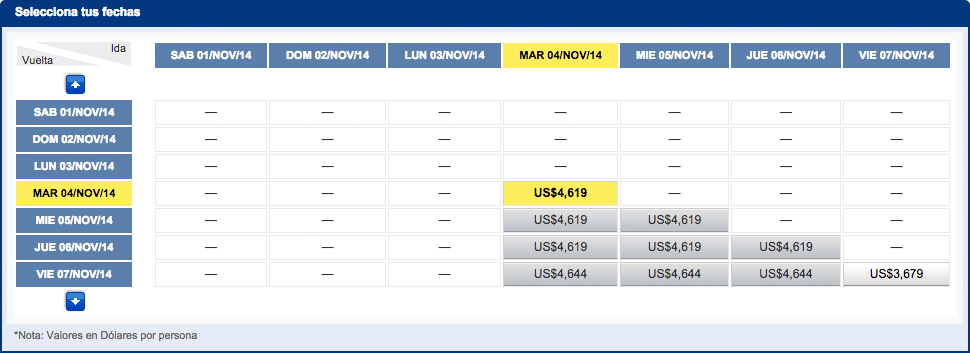 Selecciona tus fechas
Ida
Vuelta
SAB 01/NOV/14 DOM 02/NOV/14 LUN 03/NOV/14 MAR 04/NOV/14 MIE 05/NOV/14 JUE 06/NOV/14 VIE 07/NOV/14
SAB 01/NOV/14 — — — — — — —
DOM 02/NOV/14 — — — — — — —
LUN 03/NOV/14 — — — — — — —
MAR 04/NOV/14 — — — US$4,619 — — —
MIE 05/NOV/14 — — — US$4,619 US$4,619 — —
JUE 06/NOV/14 — — — US$4,619 US$4,619 US$4,619 —
VIE 07/NOV/14 — — — US$4,644 US$4,644 US$4,644 US$3,679
*Nota: Valores en Dólares por persona